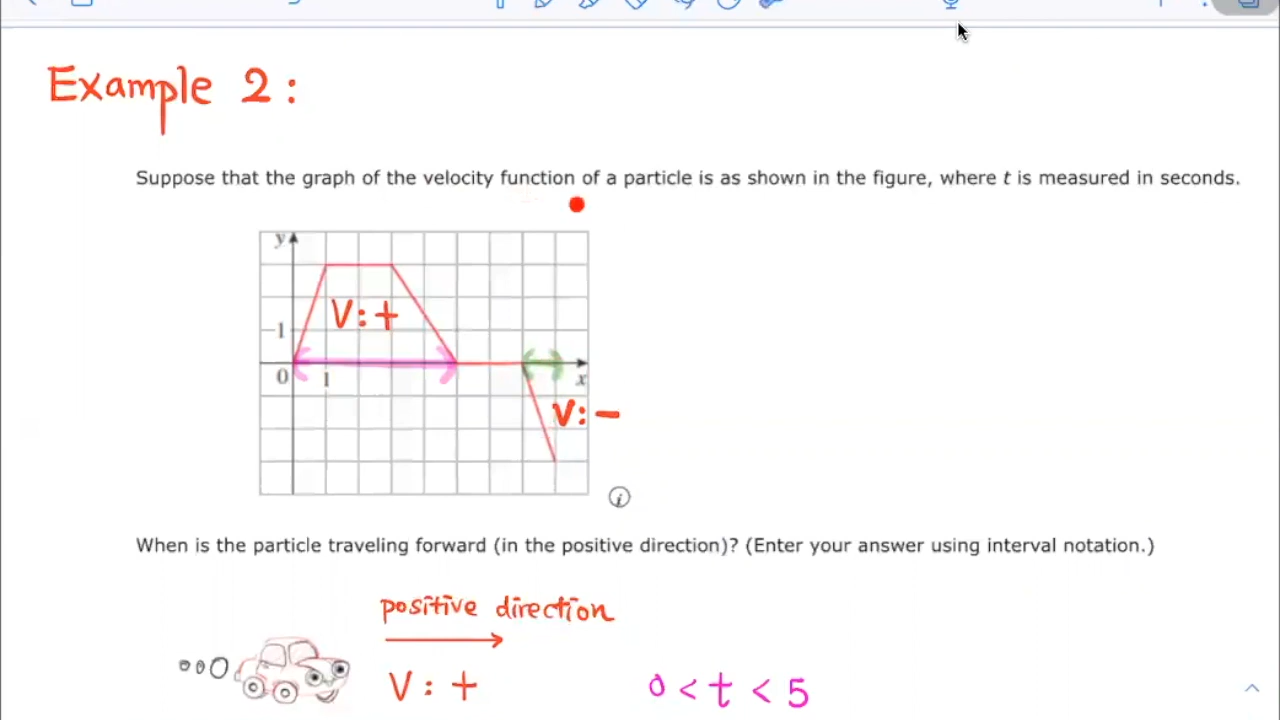 Example 2:
Suppose that the graph of the velocity function of a particle is as shown in the figure, where t is measured in seconds.
y
V: +
1
0
1
x
V: −
i
When is the particle traveling forward (in the positive direction)? (Enter your answer using interval notation.)
positive direction
V: +
0 < t < 5